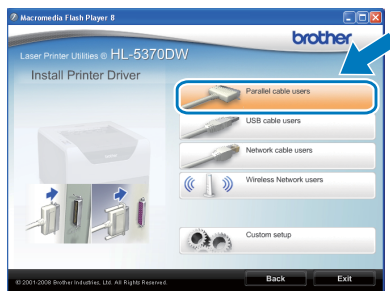 Macromedia Flash Player 8
brother
Laser Printer Utilities ® HL-5370DW
Install Printer Driver
Parallel cable users
USB cable users
Network cable users
Wireless Network users
Custom setup
© 2001-2008 Brother Industries, Ltd. All Rights Reserved.
Back
Exit